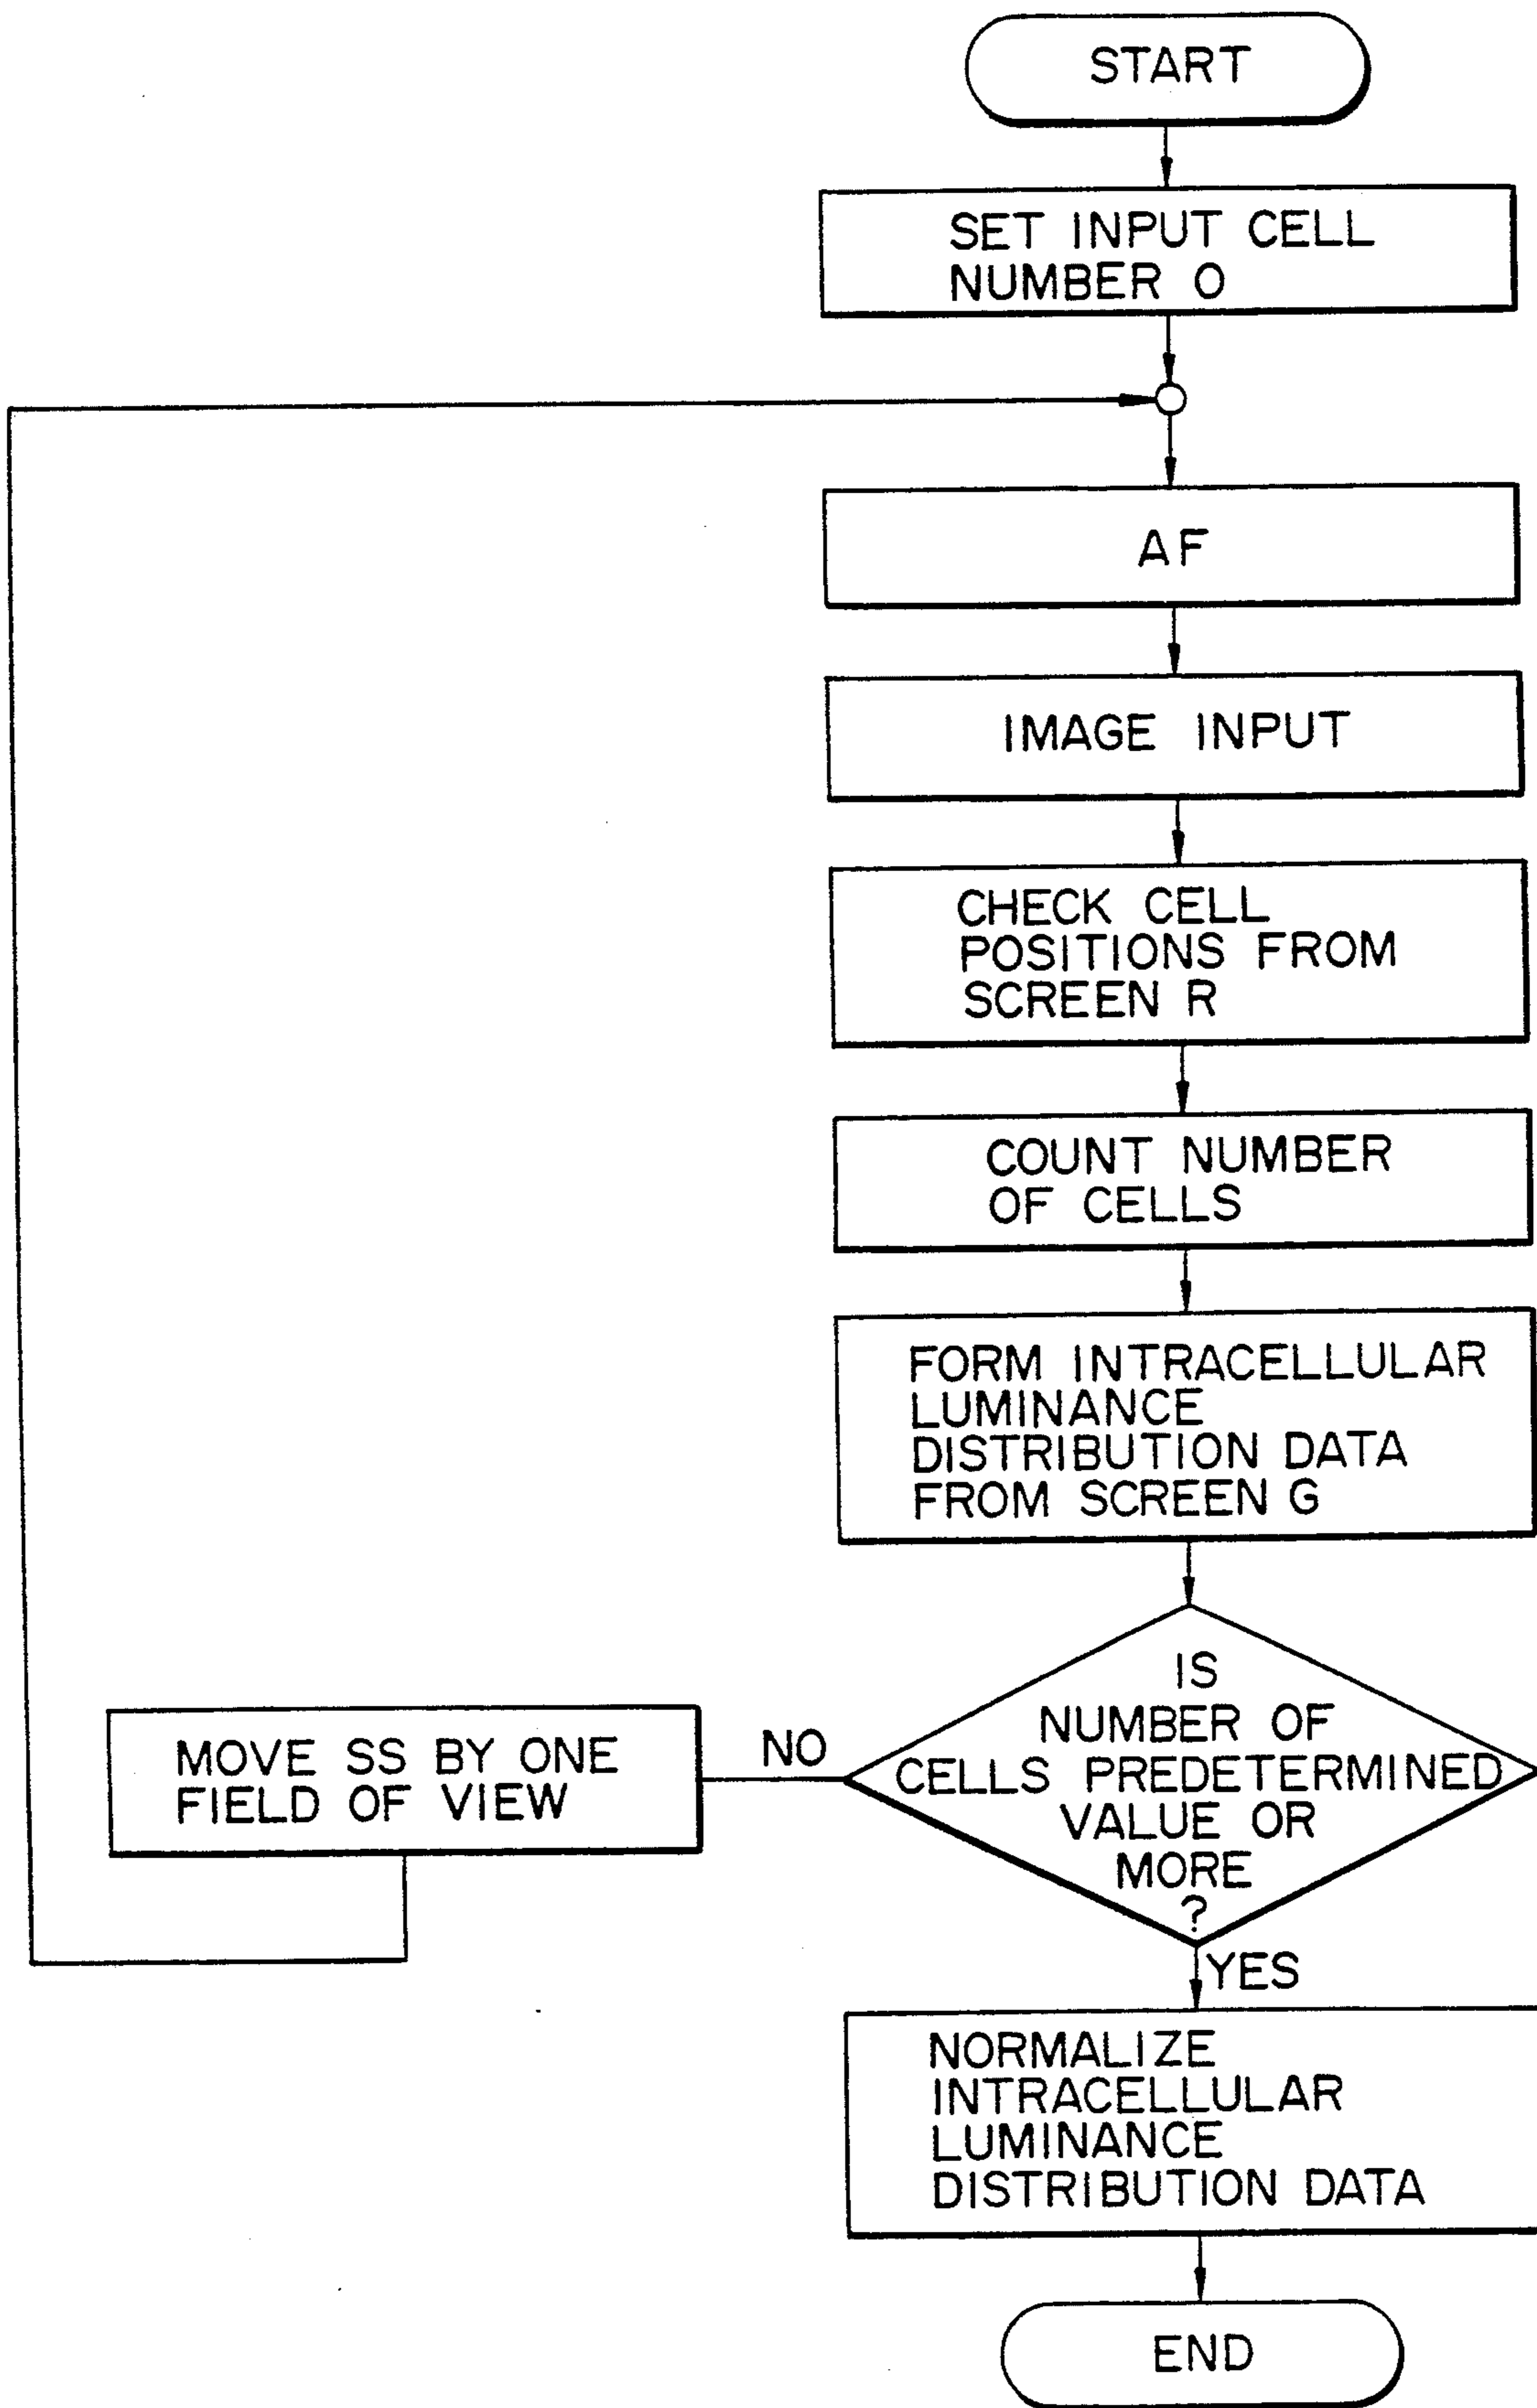 START
SET INPUT CELL
NUMBER 0
AF
IMAGE INPUT
CHECK CELL
POSITIONS FROM
SCREEN R
COUNT NUMBER
OF CELLS
FORM INTRACELLULAR
LUMINANCE
DISTRIBUTION DATA
FROM SCREEN G
IS
NUMBER OF
CELLS PREDETERMINED
VALUE OR
MORE
?
NO
MOVE SS BY ONE
FIELD OF VIEW
YES
NORMALIZE
INTRACELLULAR
LUMINANCE
DISTRIBUTION DATA
END